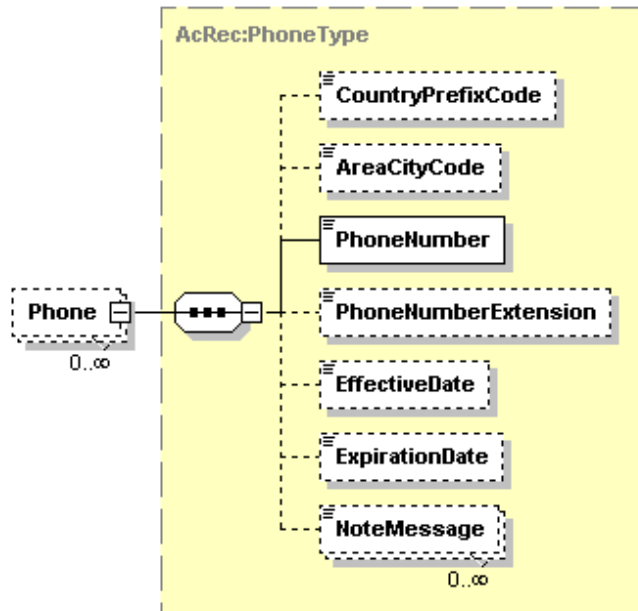 AcRec:PhoneType
CountryPrefixCode
AreaCityCode
PhoneNumber
Phone
0..∞
PhoneNumberExtension
EffectiveDate
ExpirationDate
NoteMessage
0..∞